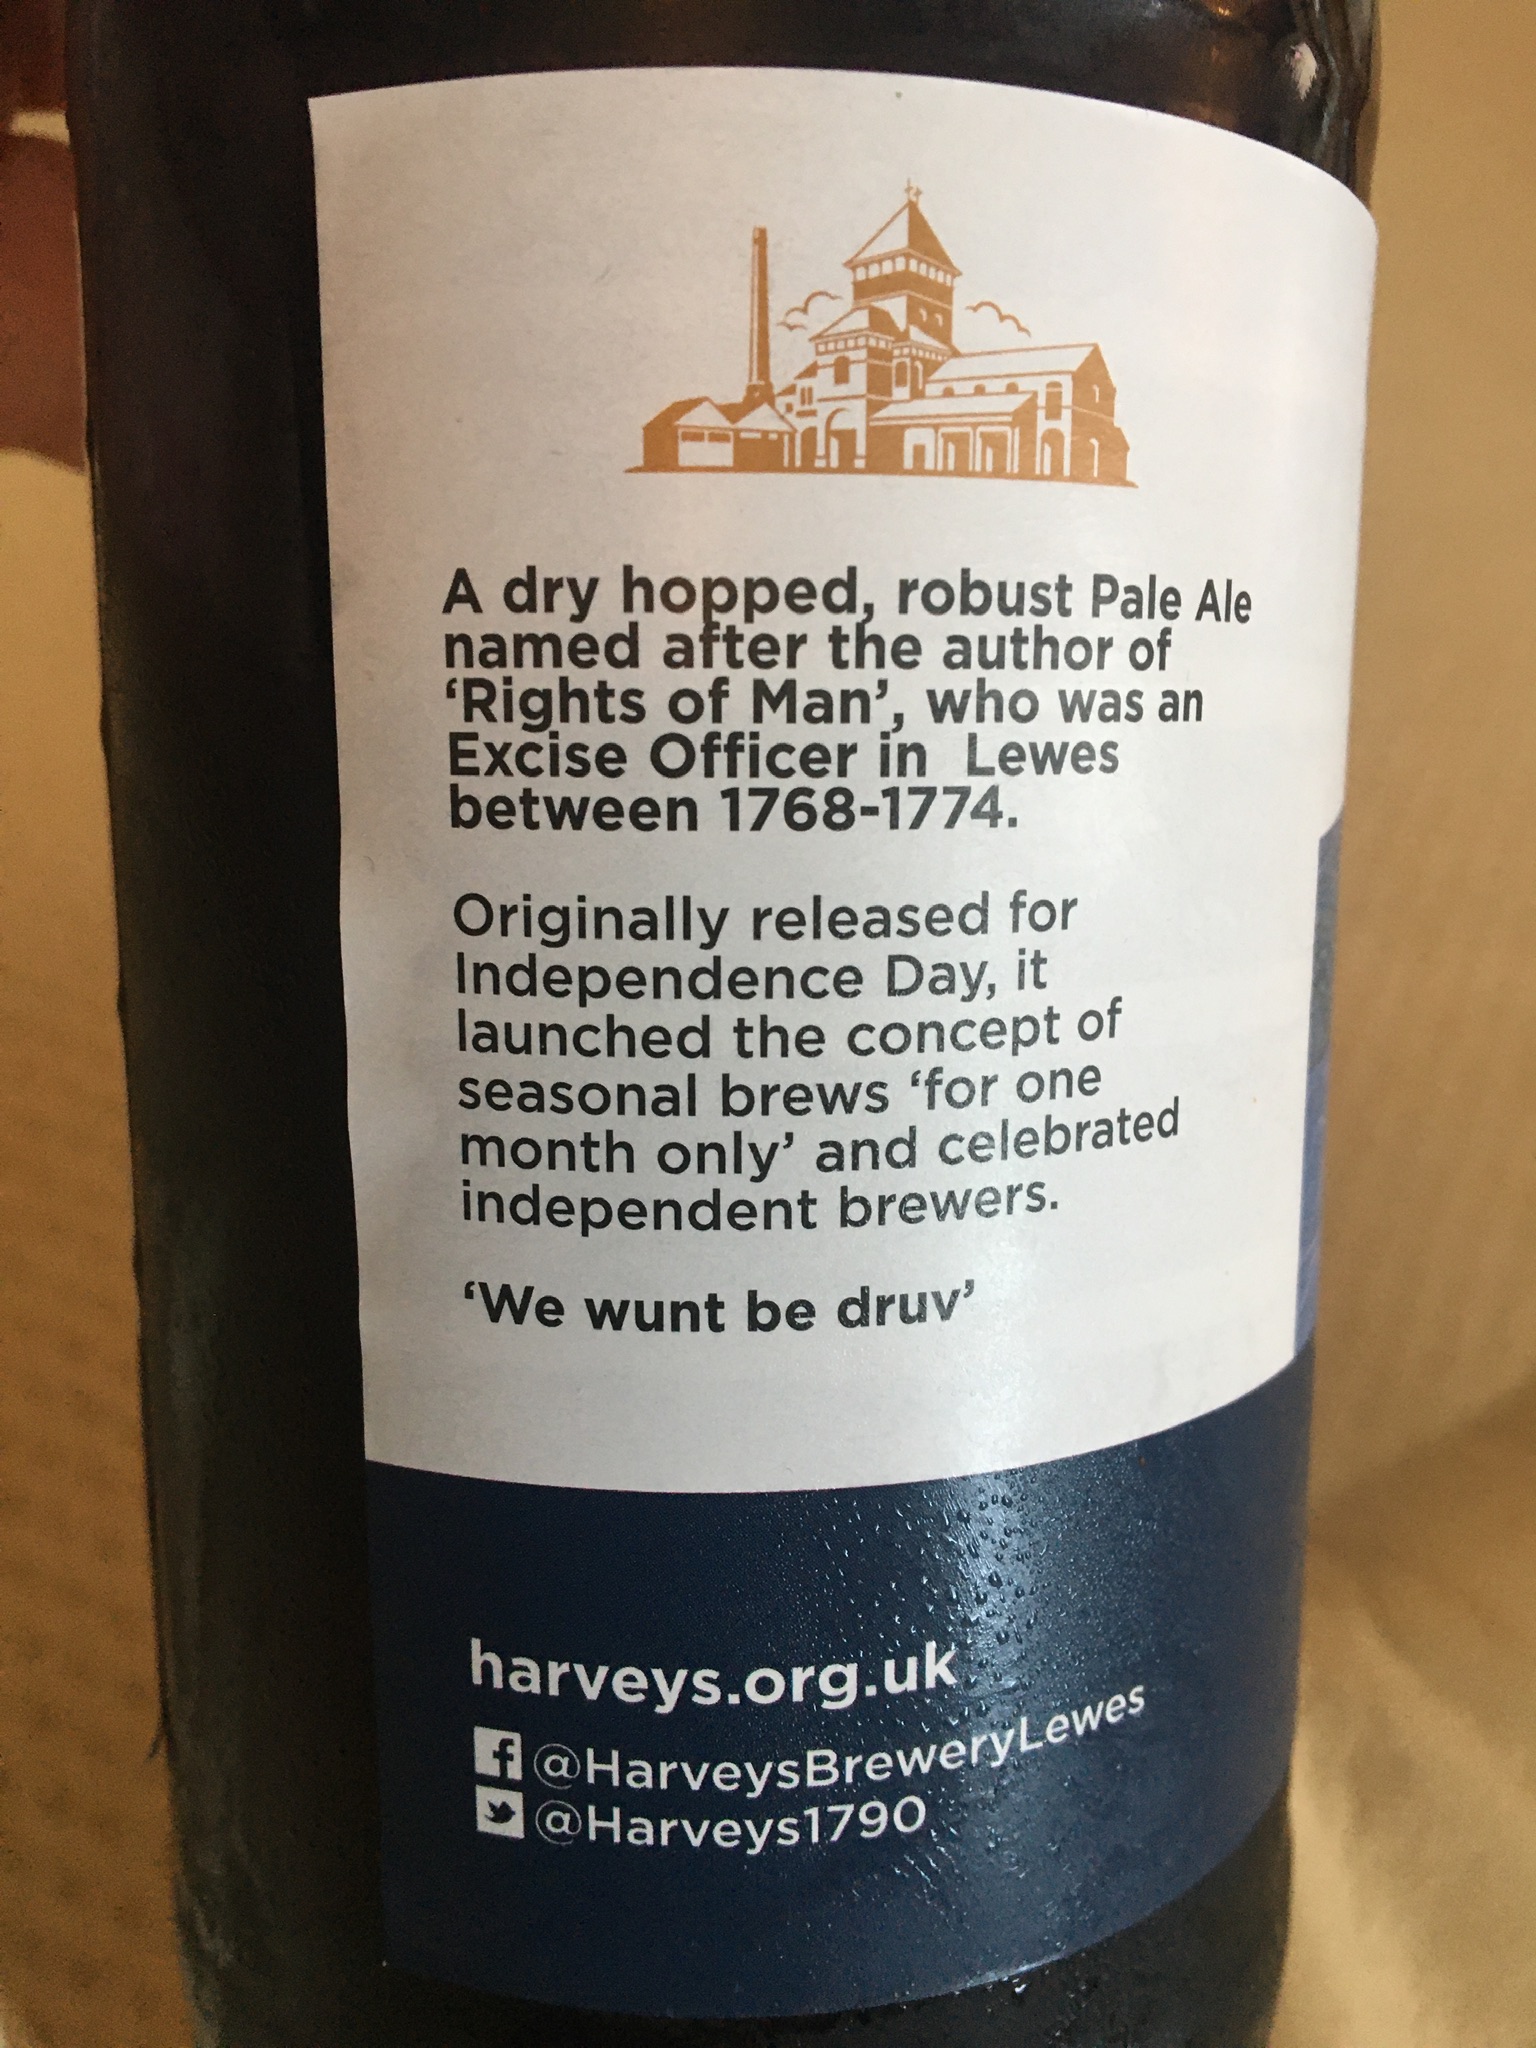 A dry hopped, robust Pale Ale
named after the author of
‘Rights of Man’, who was an
Excise Officer in Lewes
between 1768-1774.
Originally released for
Independence Day, it
launched the concept of
seasonal brews ‘for one
month only’ and celebrated
independent brewers.
‘We wunt be druv’
harveys.org.uk
@HarveysBreweryLewes
@Harveys1790